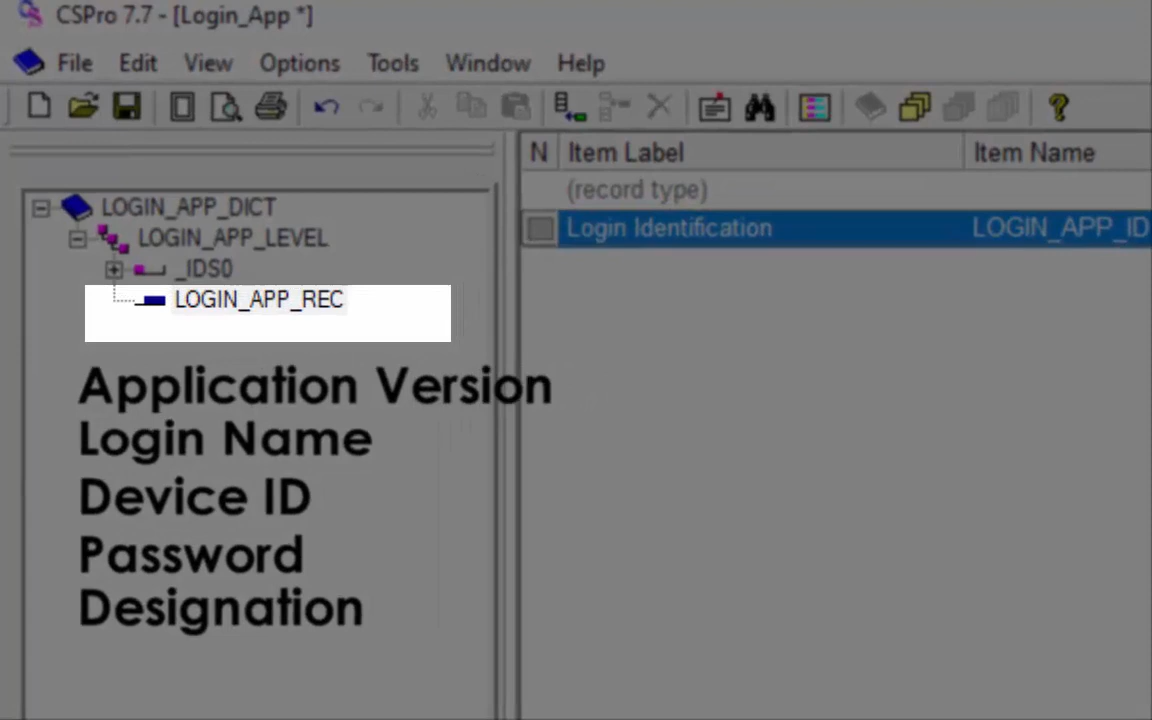 CSPro 7.7 - [Login_App *]
File Edit View Options Tools Window Help
N Item Label Item Name
(record type)
Login Identification LOGIN_APP_ID
LOGIN_APP_DICT
LOGIN_APP_LEVEL
_IDS0
LOGIN_APP_REC
Application Version
Login Name
Device ID
Password
Designation